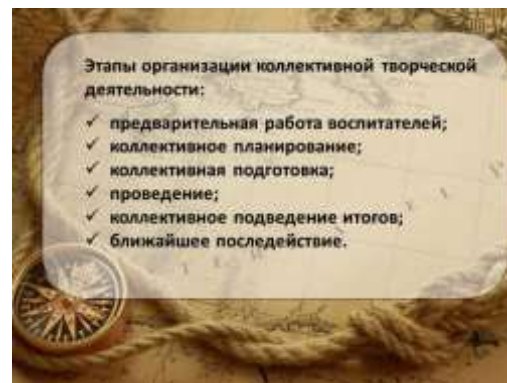 Этапы организации коллективной творческой
деятельности:
✓ предварительная работа воспитателей;
✓ коллективное планирование;
✓ коллективная подготовка;
✓ проведение;
✓ коллективное подведение итогов;
✓ ближайшее последействие.